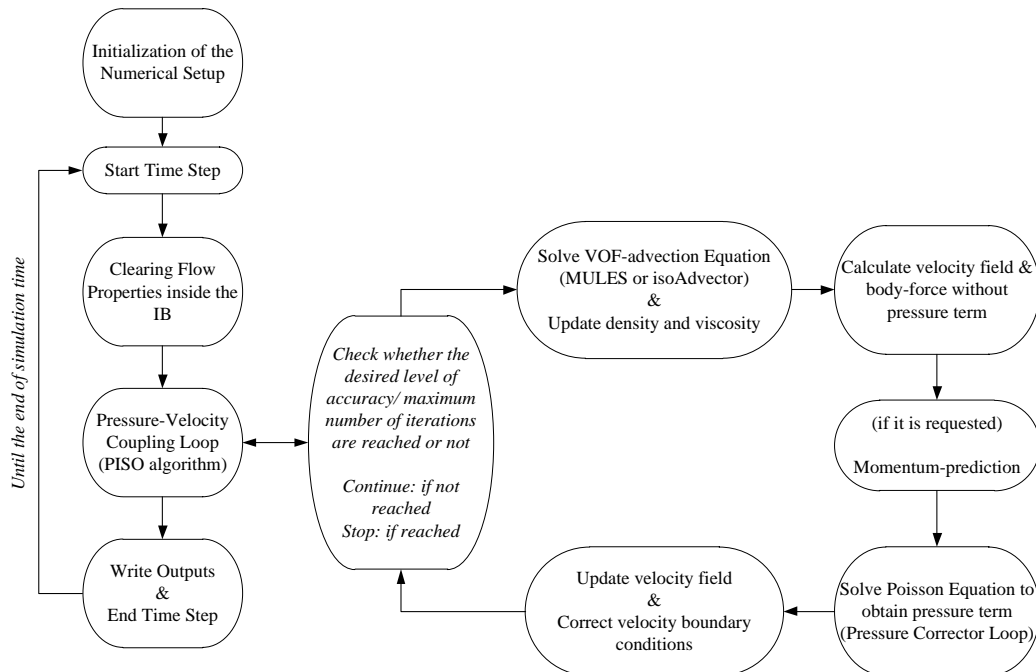 Initialization of the
Numerical Setup
Start Time Step
Clearing Flow
Properties inside the
IB
Pressure-Velocity
Coupling Loop
(PISO algorithm)
Write Outputs
&
End Time Step
Until the end of simulation time
Check whether the
desired level of
accuracy/ maximum
number of iterations
are reached or not
Continue: if not
reached
Stop: if reached
Solve VOF-advection Equation
(MULES or isoAdvector)
&
Update density and viscosity
Calculate velocity field &
body-force without
pressure term
(if it is requested)
Momentum-prediction
Solve Poisson Equation to
obtain pressure term
(Pressure Corrector Loop)
Update velocity field
&
Correct velocity boundary
conditions